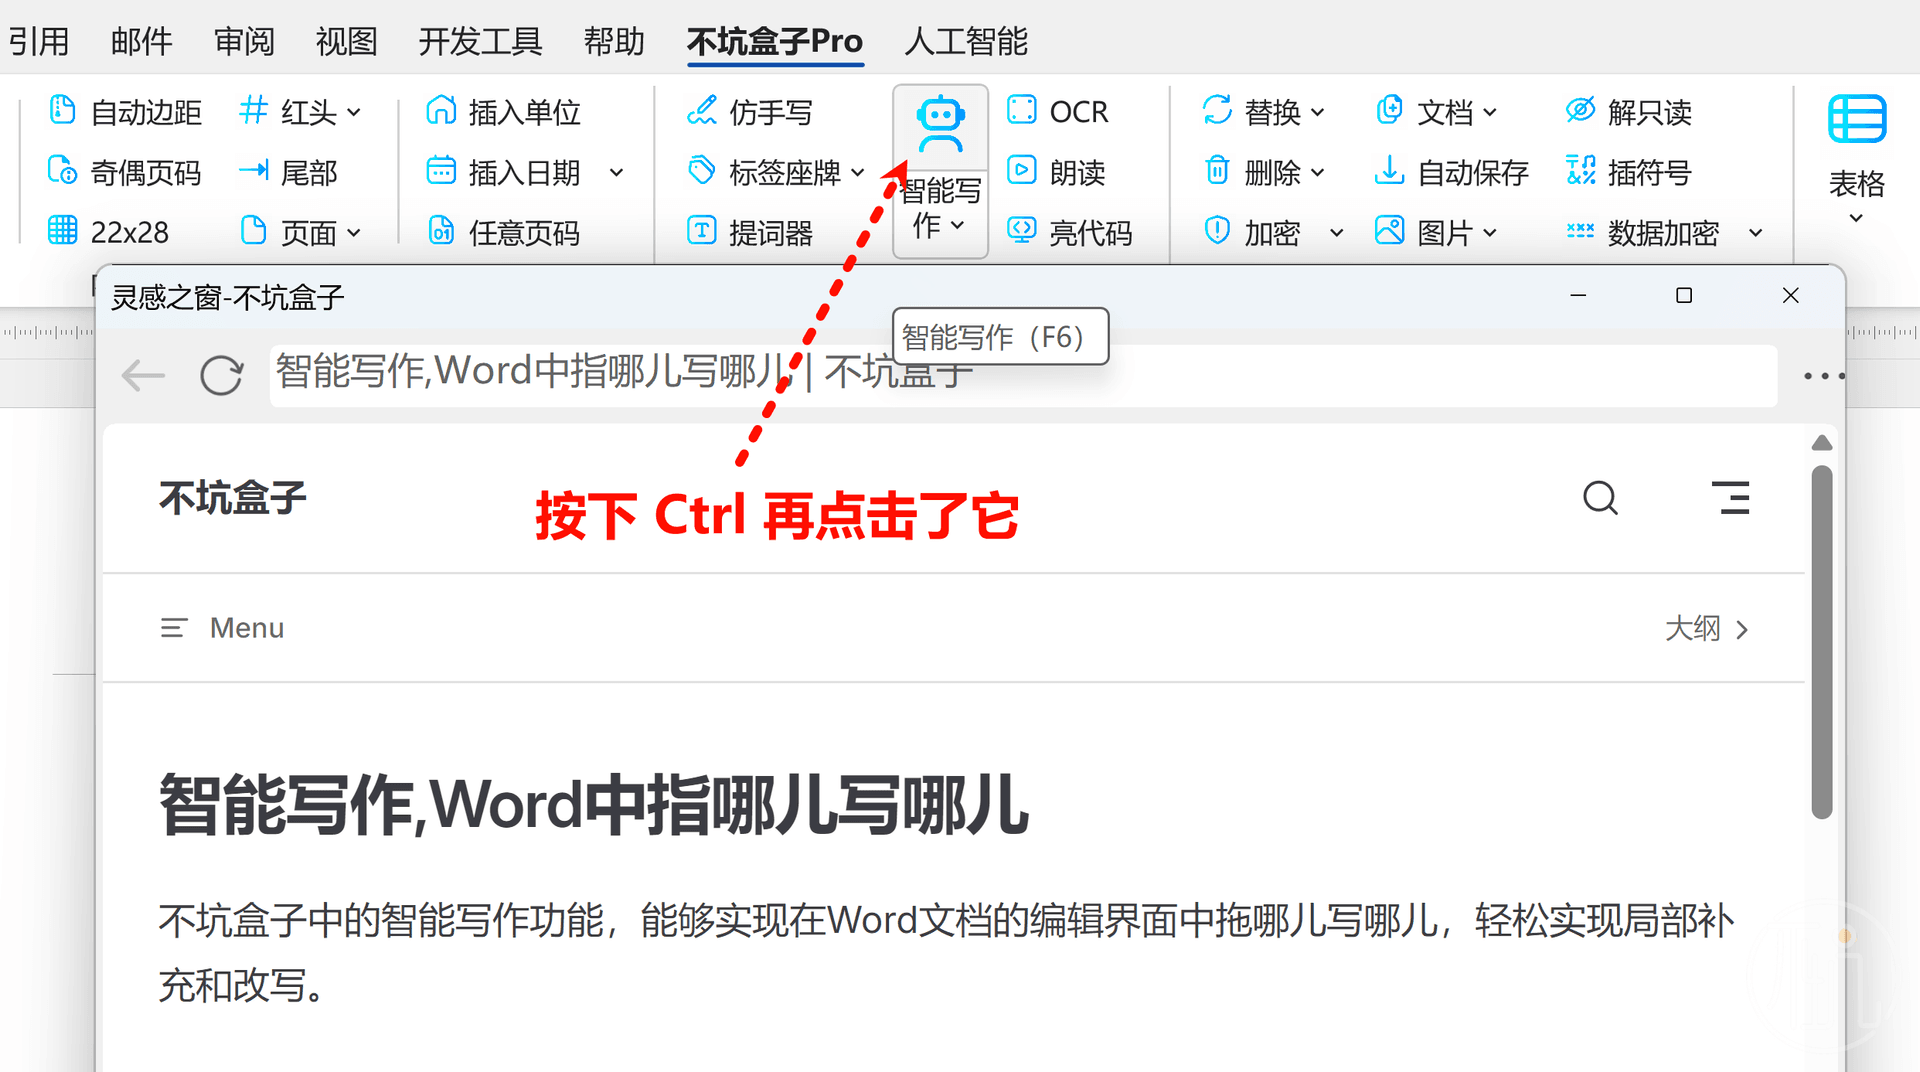 引用 邮件 审阅 视图 开发工具 帮助 不坑盒子Pro 人工智能
自动边距 红头 插入单位 仿手写 OCR 替换 文档 解只读
奇偶页码 尾部 插入日期 标签座牌 朗读 删除 自动保存 插符号
智能写作
表格
22x28 页面 任意页码 提词器 亮代码 加密 图片 数据加密
灵感之窗-不坑盒子
智能写作（F6）
智能写作,Word中指哪儿写哪儿 | 不坑盒子
不坑盒子
按下 Ctrl 再点击了它
Menu
大纲
智能写作,Word中指哪儿写哪儿
不坑盒子中的智能写作功能，能够实现在Word文档的编辑界面中拖哪儿写哪儿，轻松实现局部补
充和改写。